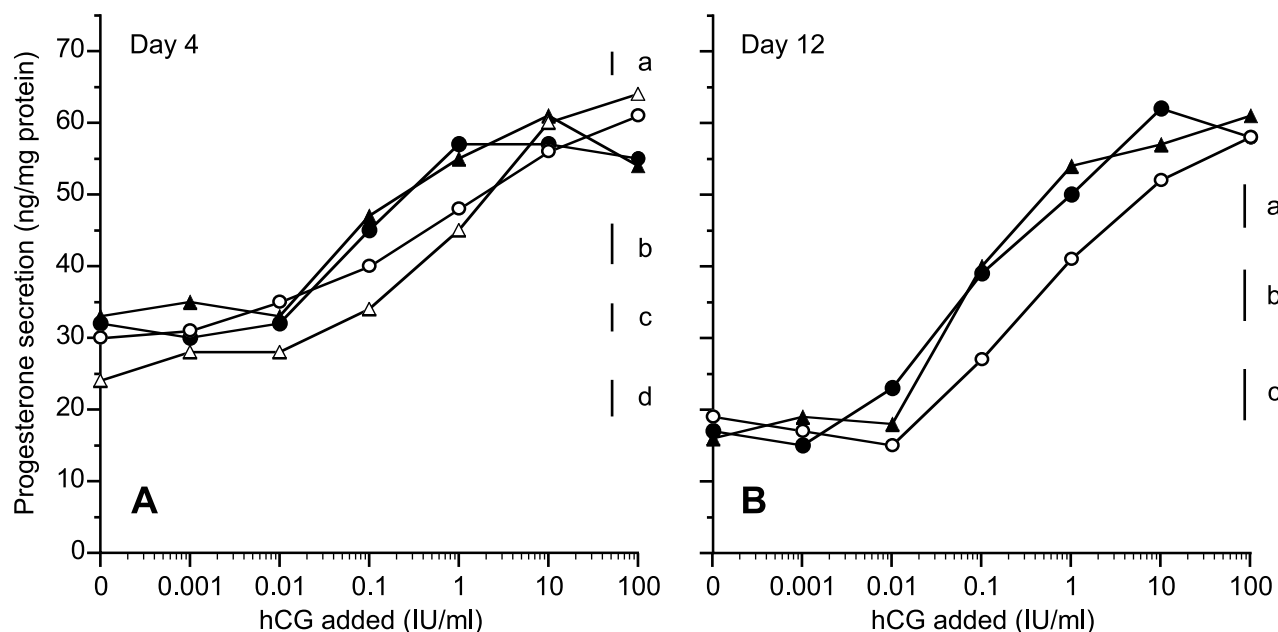 Progesterone secretion (ng/mg protein)
Day 4
70
60
50
40
30
20
10
0
a
b
c
d
A
0 0.001 0.01 0.1 1 10 100
hCG added (IU/ml)
Day 12
a
b
c
B
0 0.001 0.01 0.1 1 10 100
hCG added (IU/ml)